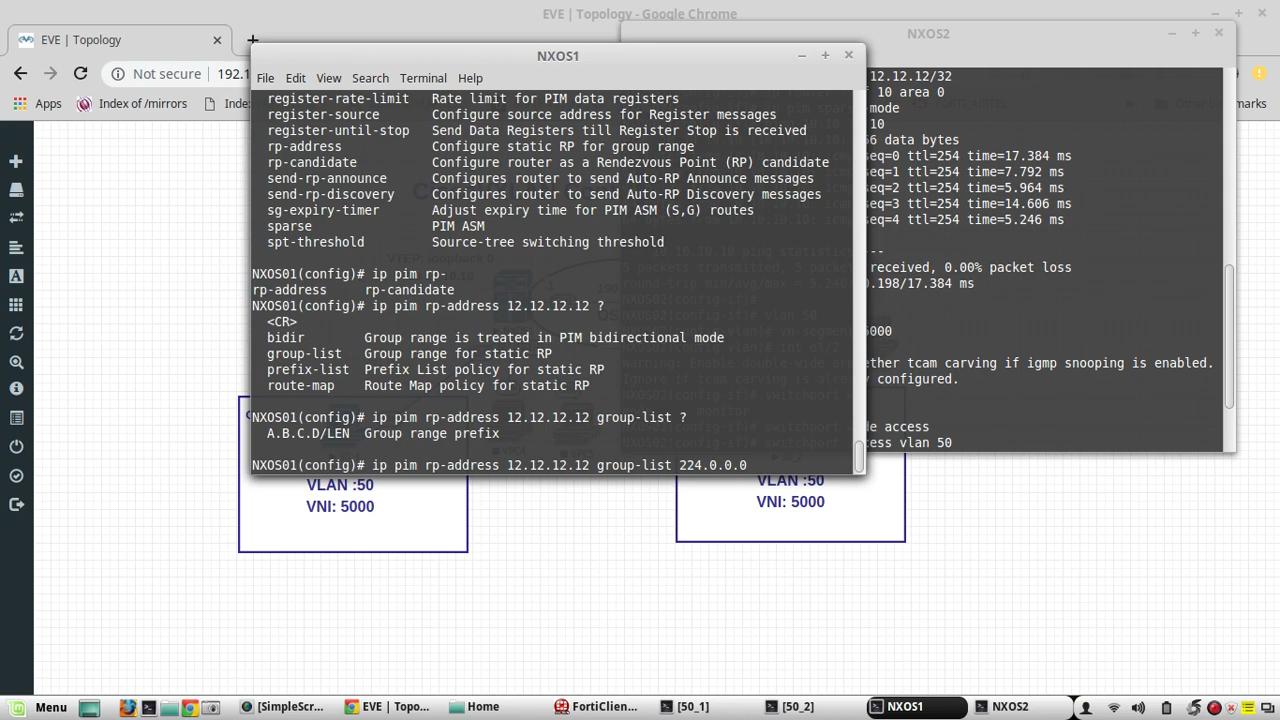 EVE | Topology - Google Chrome
EVE | Topology
NXOS2
NXOS1
Not secure
192.1
File Edit View Search Terminal Help
Apps
Index of /mirrors:
Inde
marks
register-rate-limit Rate limit for PIM data registers
register-source Configure source address for Register messages
register-until-stop Send Data Registers till Register Stop is received
rp-address Configure static RP for group range
rp-candidate Configure router as a Rendezvous Point (RP) candidate
send-rp-announce Configures router to send Auto-RP Announce messages
send-rp-discovery Configures router to send Auto-RP Discovery messages
sg-expiry-timer Adjust expiry time for PIM ASM (S,G) routes
sparse PIM ASM
spt-threshold Source-tree switching threshold
NXOS01(config)# ip pim rp-
rp-address rp-candidate
NXOS01(config)# ip pim rp-address 12.12.12.12 ?
<CR>
bidir Group range is treated in PIM bidirectional mode
group-list Group range for static RP
prefix-list Prefix List policy for static RP
route-map Route Map policy for static RP
NXOS01(config)# ip pim rp-address 12.12.12.12 group-list ?
A.B.C.D/LEN Group range prefix
NXOS01(config)# ip pim rp-address 12.12.12.12 group-list 224.0.0.0
12.12.12/32
10 area 0
mode
10
6 data bytes
seq=0 ttl=254 time=17.384 ms
seq=1 ttl=254 time=7.792 ms
seq=2 ttl=254 time=5.964 ms
seq=3 ttl=254 time=14.606 ms
seq=4 ttl=254 time=5.246 ms
---
received, 0.00% packet loss
0.198/17.384 ms
5000
ether tcam carving if igmp snooping is enabled.
configured.
de access
ess vlan 50
VLAN :50
VNI: 5000
VLAN :50
VNI: 5000
Menu
[SimpleScr...
EVE | Topo...
Home
FortiClien...
[50_1]
[50_2]
NXOS1
NXOS2